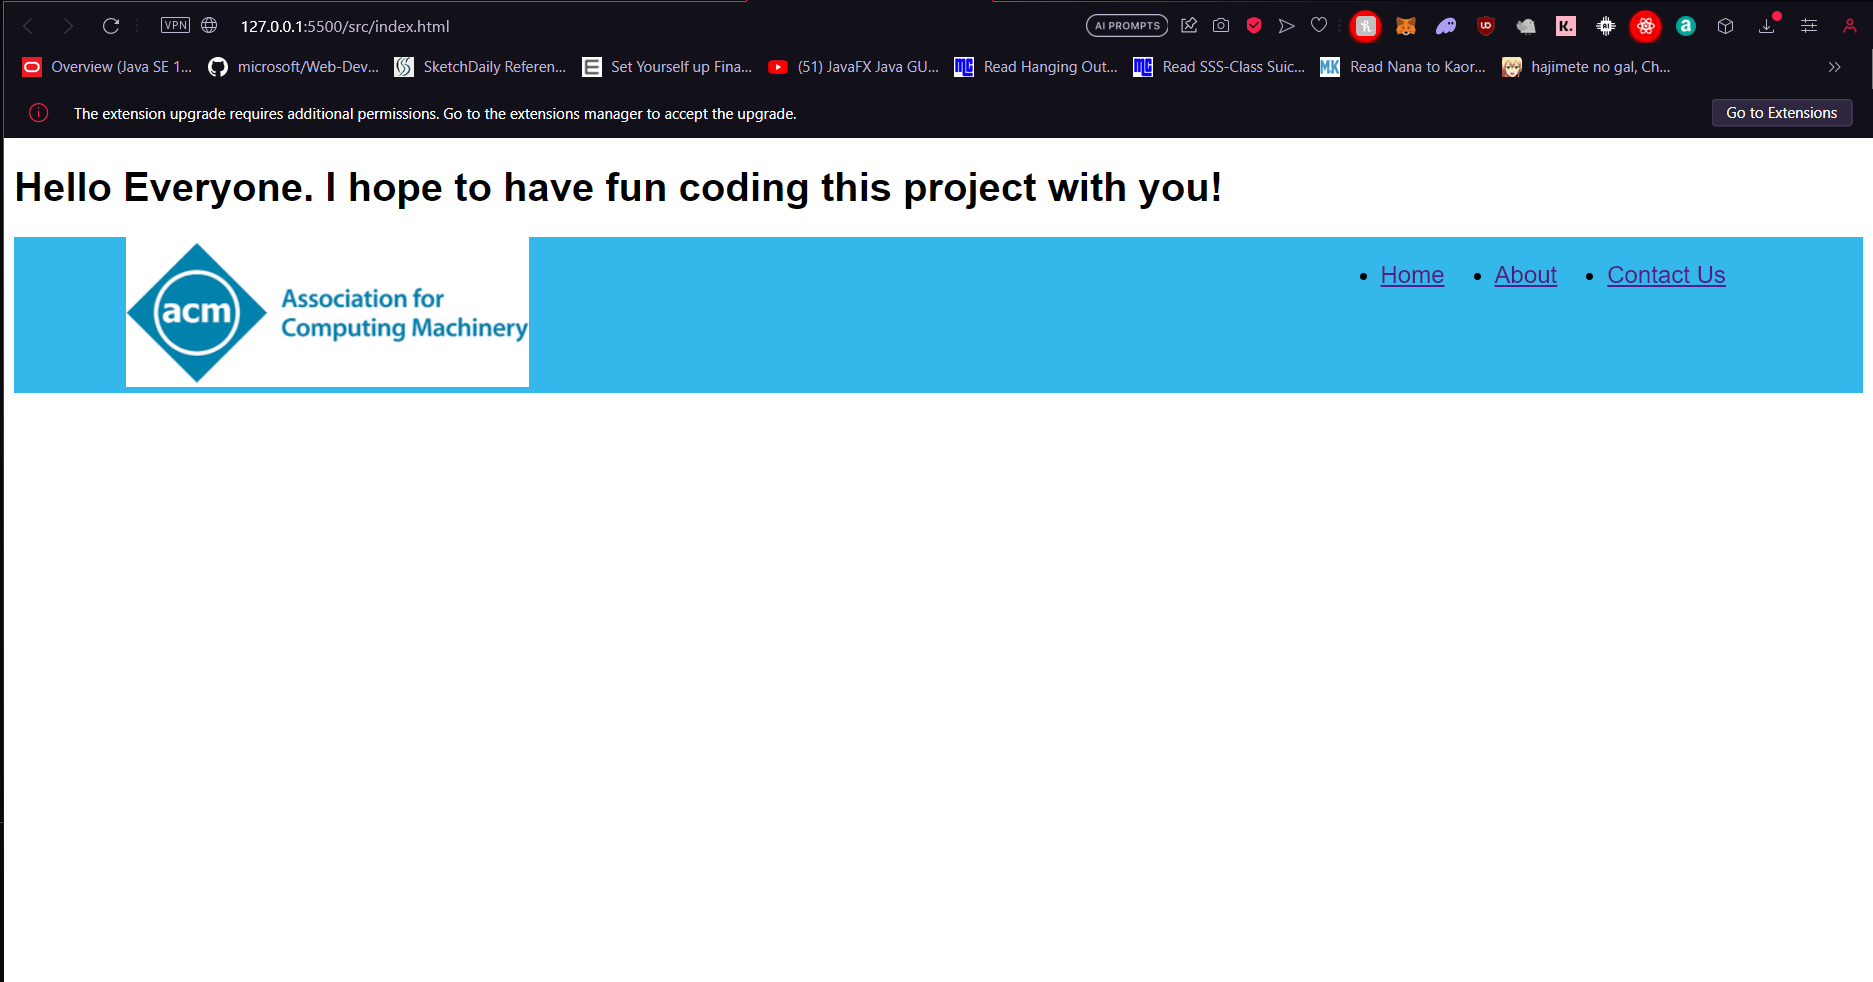 VPN 127.0.0.1:5500/src/index.html AI PROMPTS K. UD a
Overview (Java SE 1... microsoft/Web-Dev... SketchDaily Referen... Set Yourself up Fina... (51) JavaFX Java GU... MG Read Hanging Out... MG Read SSS-Class Suic... MK Read Nana to Kaor... hajimete no gal, Ch...
The extension upgrade requires additional permissions. Go to the extensions manager to accept the upgrade. Go to Extensions
Hello Everyone. I hope to have fun coding this project with you!
Home About Contact Us
acm Association for
Computing Machinery